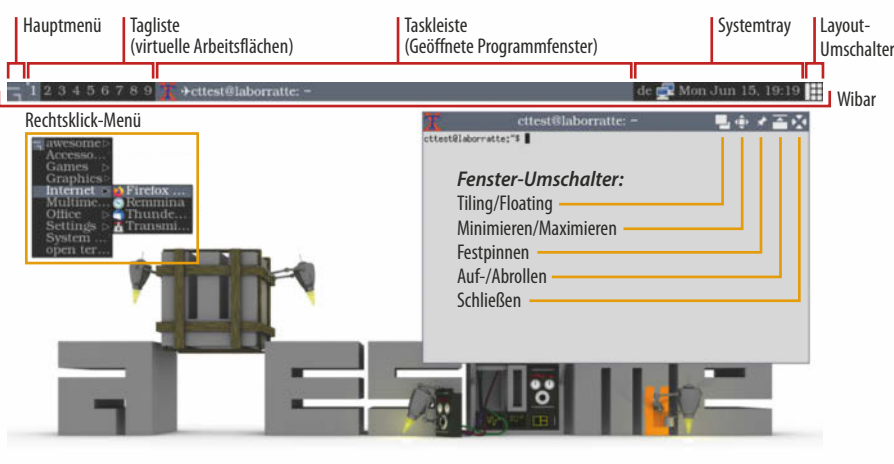 Hauptmenü
Tagliste
(virtuelle Arbeitsflächen)
Taskleiste
(Geöffnete Programmfenster)
Systemtray
Layout-
Umschalter
1 2 3 4 5 6 7 8 9
cttest@laborratte: ~
de
Mon Jun 15, 19:19
Wibar
Rechtsklick-Menü
awesome
Accesso...
Games
Graphics
Internet
Multime...
Office
Settings
System ...
open ter...
Firefox ...
Remmina
Thunde...
Transmi...
cttest@laborratte: ~
cttest@laborratte:~$
Fenster-Umschalter:
Tiling/Floating
Minimieren/Maximieren
Festpinnen
Auf-/Abrollen
Schließen